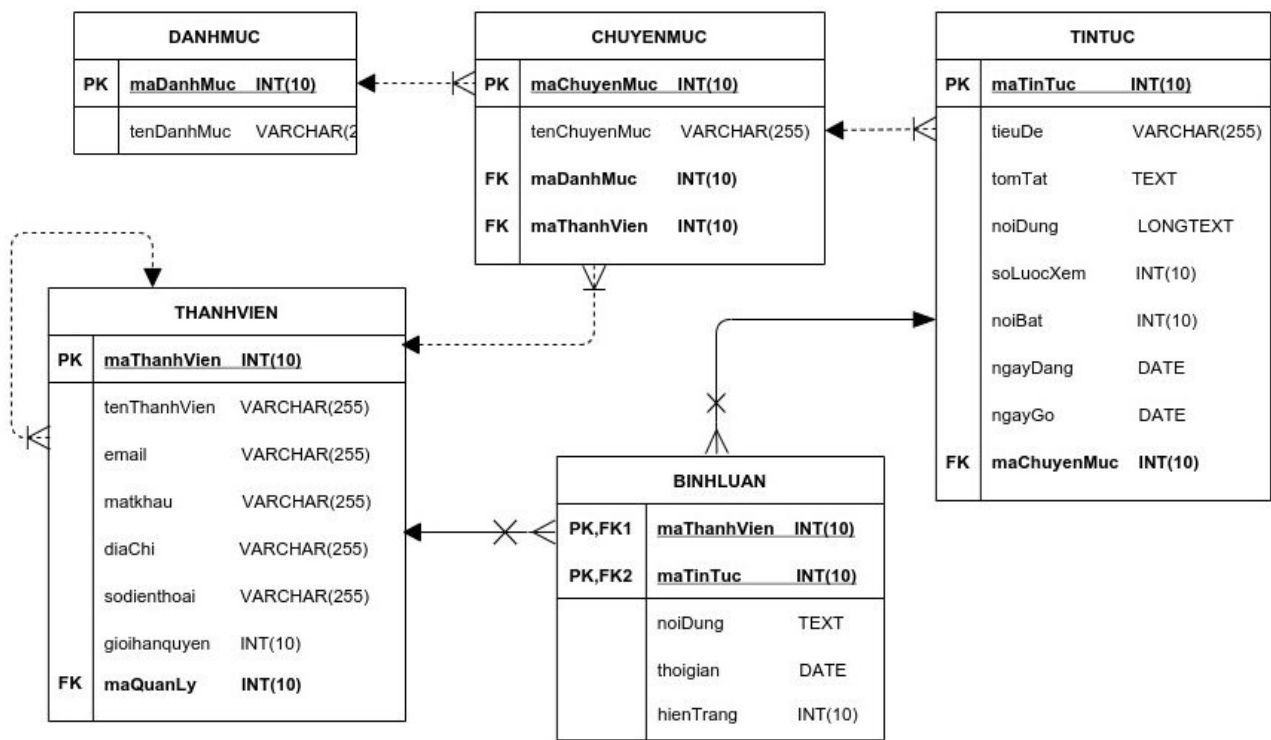 DANHMUC
PK maDanhMuc INT(10)
tenDanhMuc VARCHAR(2
CHUYENMUC
PK maChuyenMuc INT(10)
tenChuyenMuc VARCHAR(255)
FK maDanhMuc INT(10)
FK maThanhVien INT(10)
TINTUC
PK maTinTuc INT(10)
tieuDe VARCHAR(255)
tomTat TEXT
noiDung LONGTEXT
soLuocXem INT(10)
noiBat INT(10)
ngayDang DATE
ngayGo DATE
FK maChuyenMuc INT(10)
THANHVIEN
PK maThanhVien INT(10)
tenThanhVien VARCHAR(255)
email VARCHAR(255)
matkhau VARCHAR(255)
diaChi VARCHAR(255)
sodienthoai VARCHAR(255)
gioihanquyen INT(10)
FK maQuanLy INT(10)
BINHLUAN
PK,FK1 maThanhVien INT(10)
PK,FK2 maTinTuc INT(10)
noiDung TEXT
thoigian DATE
hienTrang INT(10)